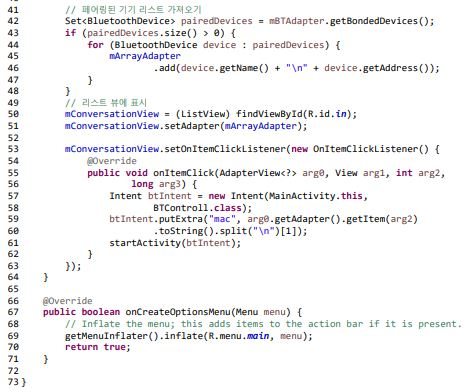 41 // 페어링된 기기 리스트 가져오기
42 Set<BluetoothDevice> pairedDevices = mBTAdapter.getBondedDevices();
43 if (pairedDevices.size() > 0) {
44 for (BluetoothDevice device : pairedDevices) {
45 mArrayAdapter
46 .add(device.getName() + "\n" + device.getAddress());
47 }
48 }
49 // 리스트 뷰에 표시
50 mConversationView = (ListView) findViewById(R.id.in);
51 mConversationView.setAdapter(mArrayAdapter);
52
53 mConversationView.setOnItemClickListener(new OnItemClickListener() {
54 @Override
55 public void onItemClick(AdapterView<?> arg0, View arg1, int arg2,
56 long arg3) {
57 Intent btIntent = new Intent(MainActivity.this,
58 BTControll.class);
59 btIntent.putExtra("mac", arg0.getAdapter().getItem(arg2)
60 .toString().split("\n")[1]);
61 startActivity(btIntent);
62 }
63 });
64 }
65
66 @Override
67 public boolean onCreateOptionsMenu(Menu menu) {
68 // Inflate the menu; this adds items to the action bar if it is present.
69 getMenuInflater().inflate(R.menu.main, menu);
70 return true;
71 }
72
73 }